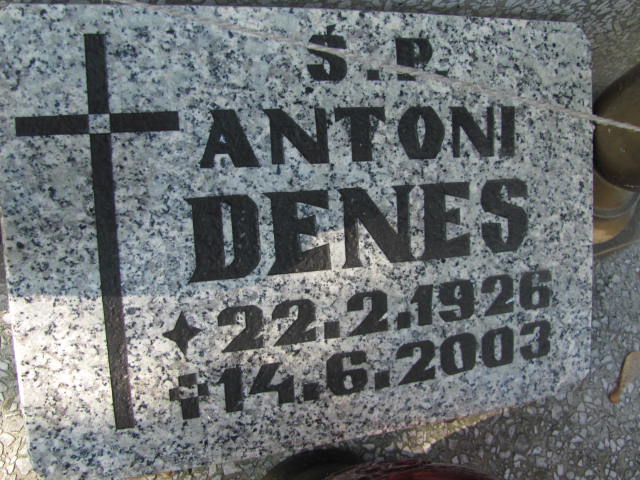 Ś.P.
ANTONI
DENES
22.2.1926
14.6.2003